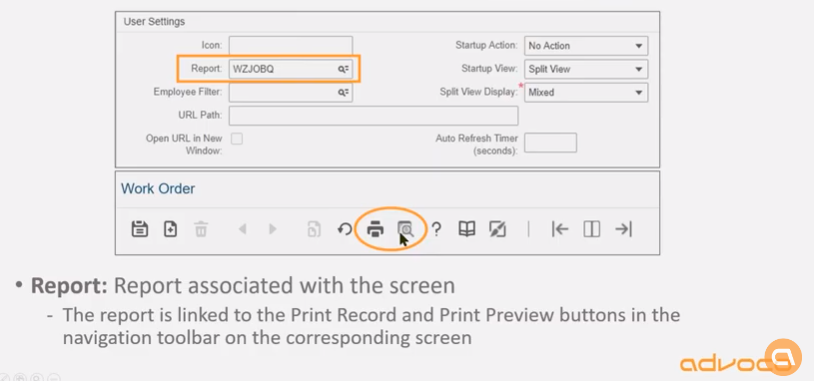 User Settings
Icon:
Startup Action: No Action
Report: WZJOBQ
Startup View: Split View
Employee Filter:
Split View Display:* Mixed
URL Path:
Open URL in New Window:
Auto Refresh Timer (seconds):
Work Order
• Report: Report associated with the screen
- The report is linked to the Print Record and Print Preview buttons in the
navigation toolbar on the corresponding screen